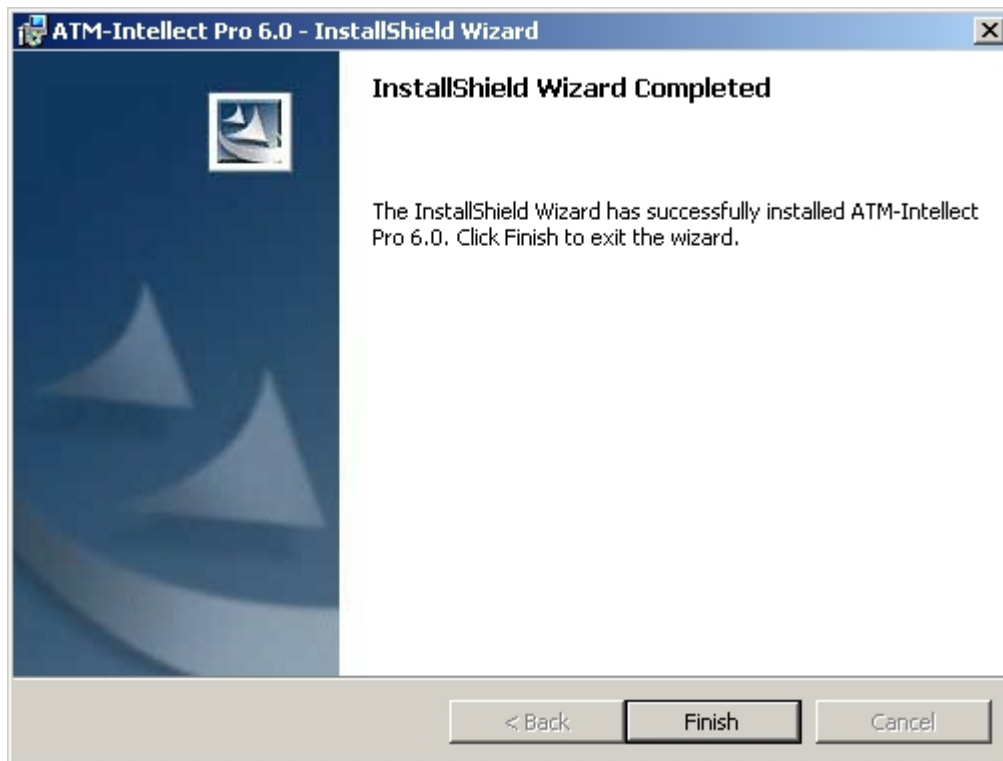 ATM-Intellect Pro 6.0 - InstallShield Wizard
InstallShield Wizard Completed
The InstallShield Wizard has successfully installed ATM-Intellect
Pro 6.0. Click Finish to exit the wizard.
< Back
Finish
Cancel